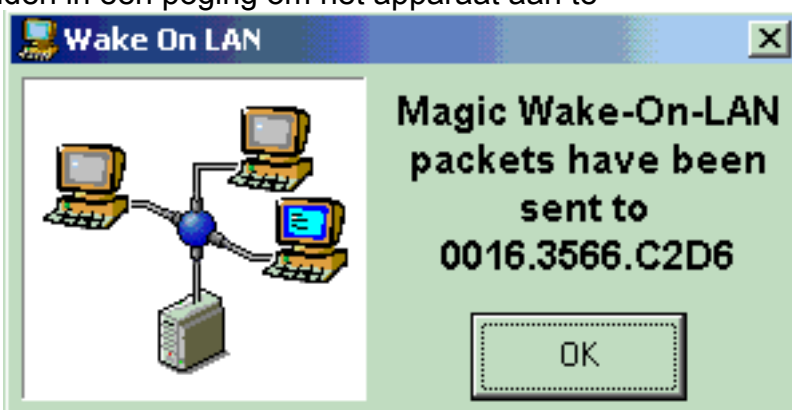 den in een poging om het apparaat aan te
Wake On LAN
Magic Wake-On-LAN
packets have been
sent to
0016.3566.C2D6
OK